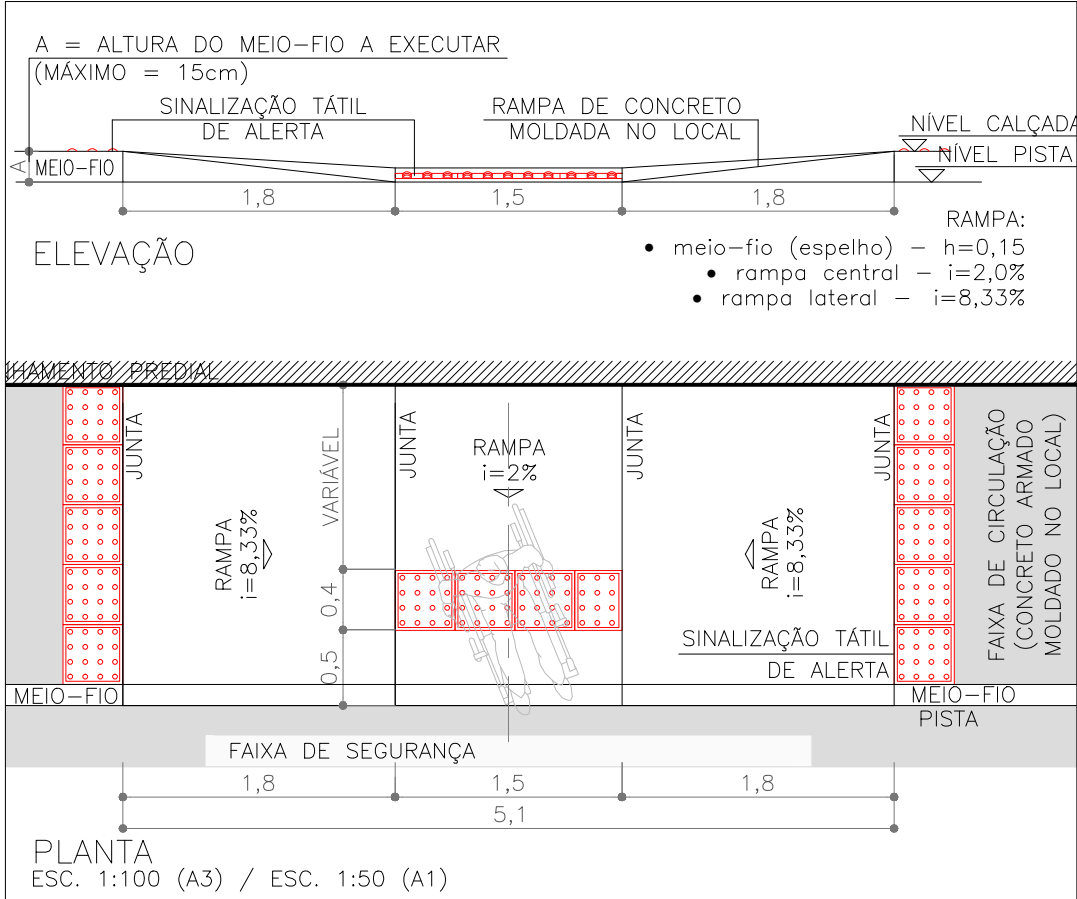 A = ALTURA DO MEIO-FIO A EXECUTAR
(MÁXIMO = 15cm)
SINALIZAÇÃO TÁTIL
DE ALERTA
RAMPA DE CONCRETO
MOLDADA NO LOCAL
NÍVEL CALÇADA
NÍVEL PISTA
A
MEIO-FIO
1,8
1,5
1,8
ELEVAÇÃO
RAMPA:
• meio-fio (espelho) - h=0,15
• rampa central - i=2,0%
• rampa lateral - i=8,33%
HAMENTO PREDIAL
JUNTA
VARIÁVEL
JUNTA
RAMPA
i=2%
JUNTA
JUNTA
RAMPA
i=8,33%
RAMPA
i=8,33%
0,4
0,5
FAIXA DE CIRCULAÇÃO
(CONCRETO ARMADO
MOLDADO NO LOCAL)
SINALIZAÇÃO TÁTIL
DE ALERTA
MEIO-FIO
MEIO-FIO
PISTA
FAIXA DE SEGURANÇA
1,8
1,5
1,8
5,1
PLANTA
ESC. 1:100 (A3) / ESC. 1:50 (A1)